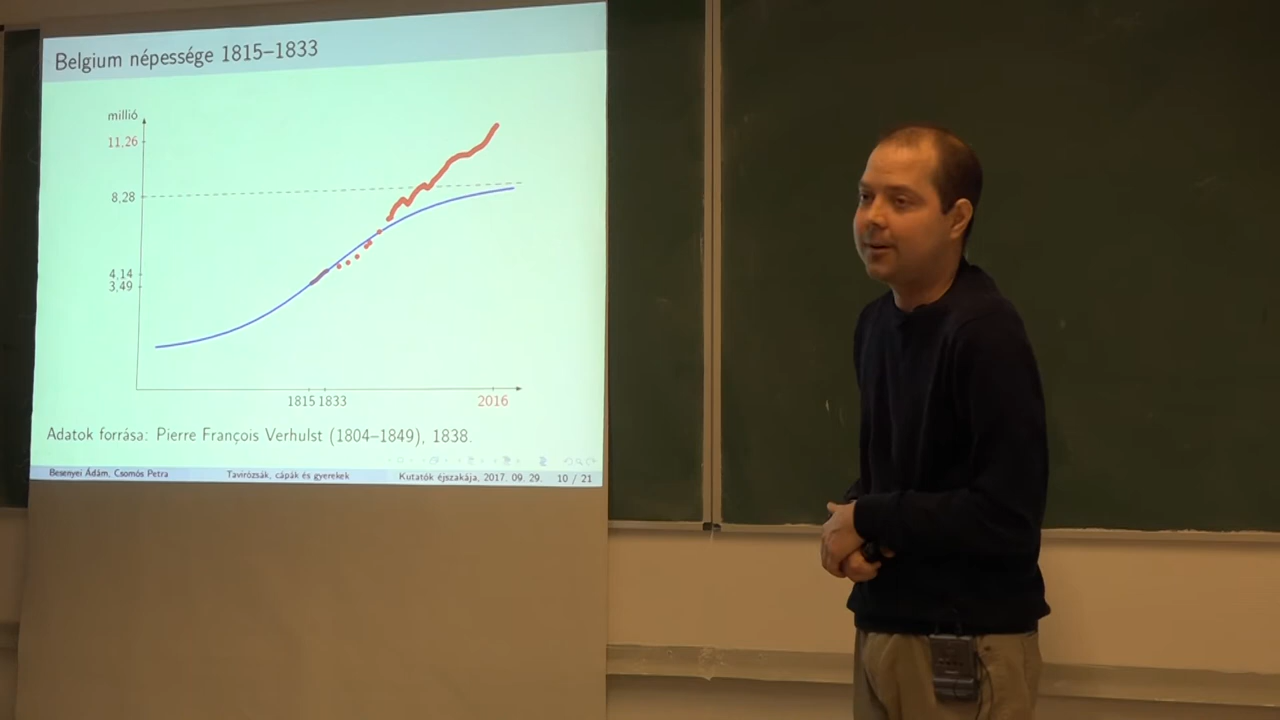 Belgium népessége 1815–1833
millió
11,26
8,28
4,14
3,49
1815 1833
2016
Adatok forrása: Pierre François Verhulst (1804–1849), 1838.
Besenyei Ádám, Csomós Petra
Tavirózsák, cápák és gyerekek
Kutatók éjszakája, 2017. 09. 29.
10 / 21